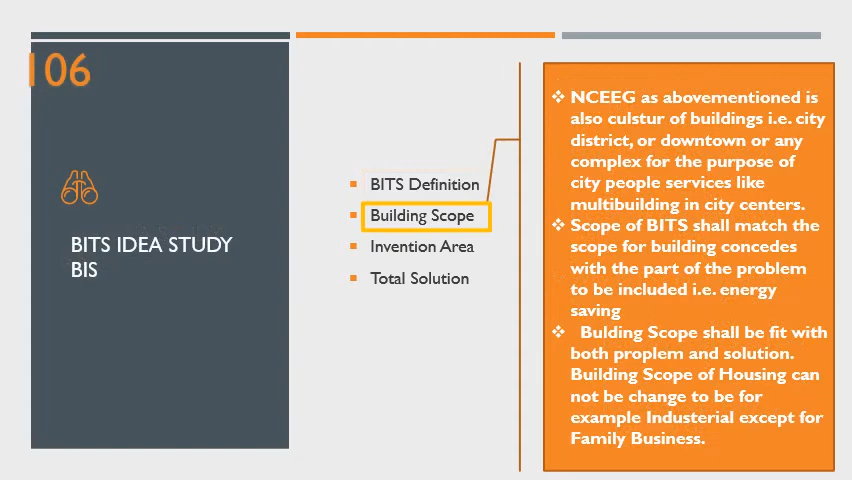 106
BITS IDEA STUDY
BIS
BITS Definition
Building Scope
Invention Area
Total Solution
NCEEG as abovementioned is
also culstur of buildings i.e. city
district, or downtown or any
complex for the purpose of
city people services like
multibuilding in city centers.
Scope of BITS shall match the
scope for building concedes
with the part of the problem
to be included i.e. energy
saving
Bulding Scope shall be fit with
both proplem and solution.
Building Scope of Housing can
not be change to be for
example Industerial except for
Family Business.